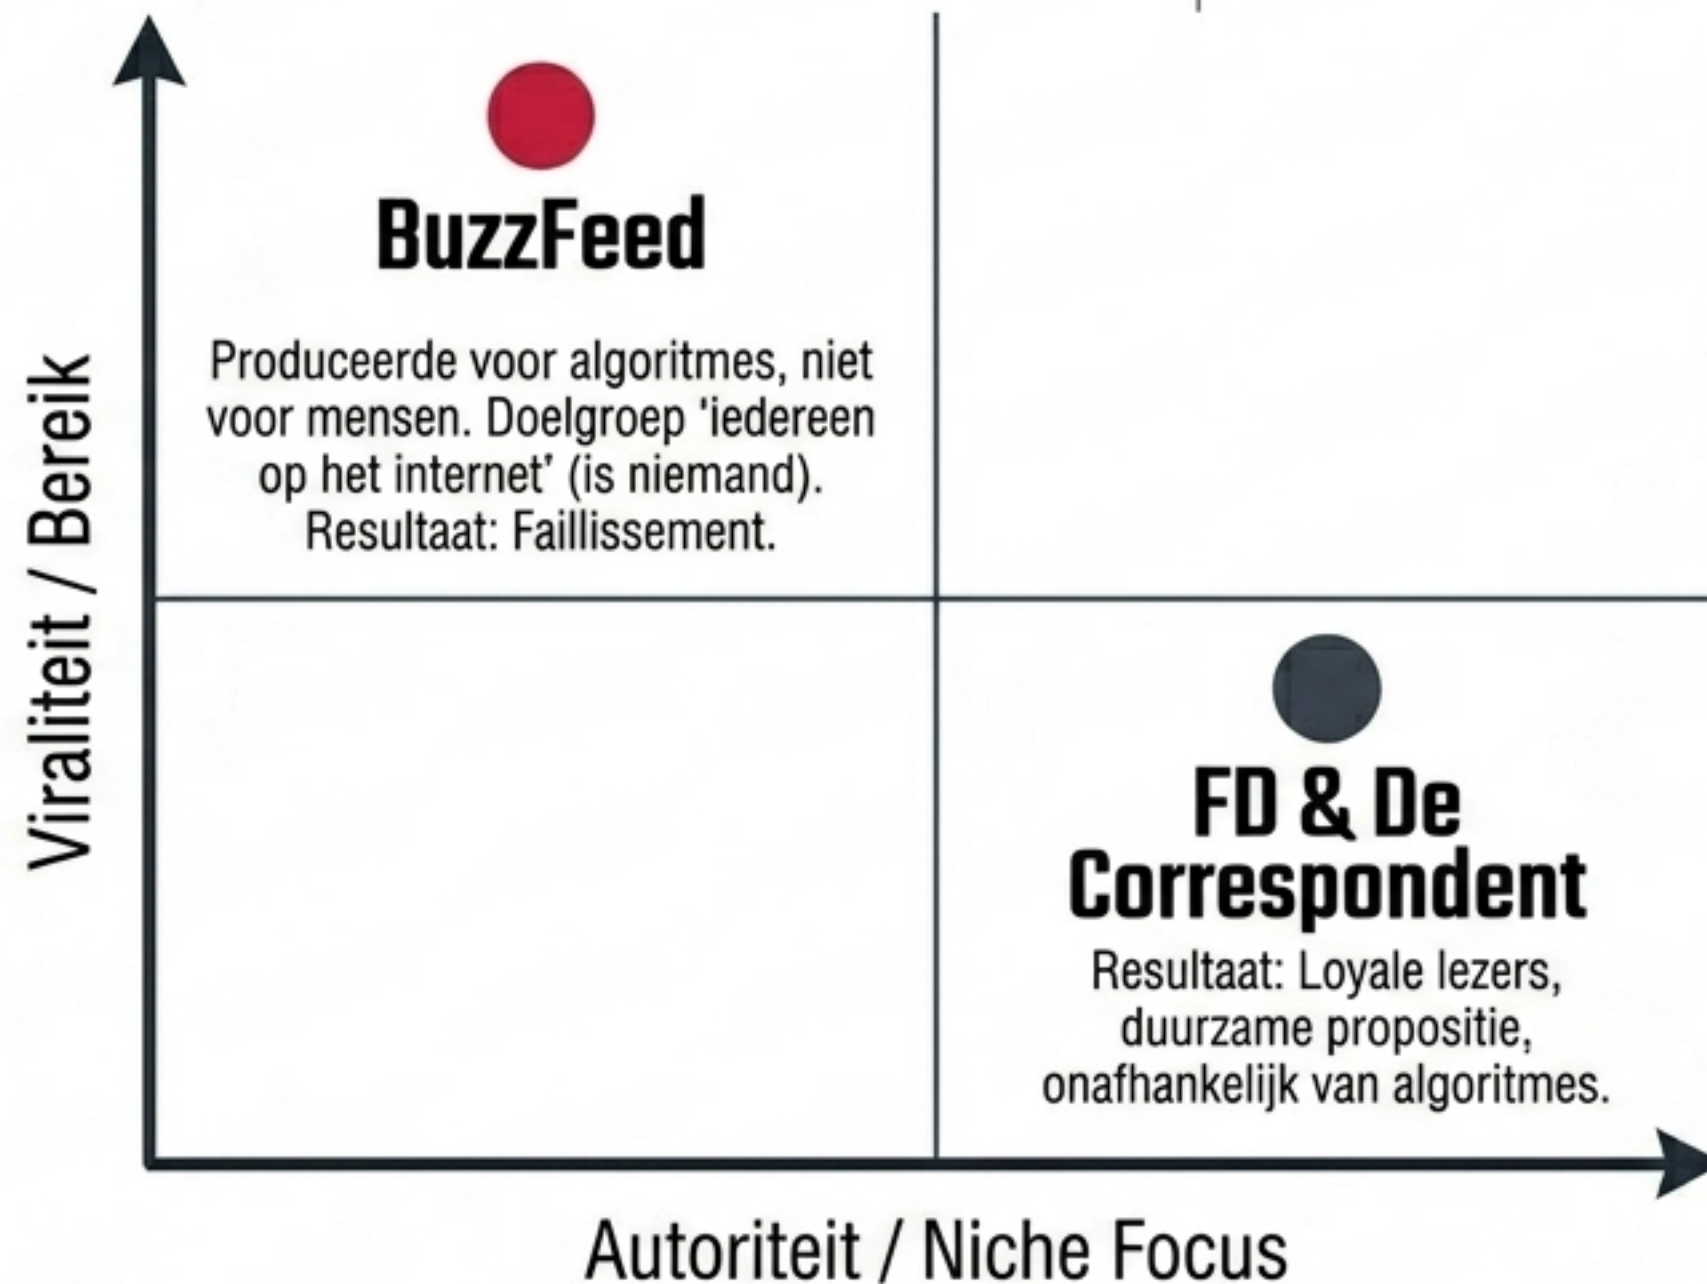 BuzzFeed
Produceerde voor algoritmes, niet
voor mensen. Doelgroep ‘iedereen
op het internet’ (is niemand).
Resultaat: Faillissement.
Viraliteit / Bereik
FD & De
Correspondent
Resultaat: Loyale lezers,
duurzame propositie,
onafhankelijk van algoritmes.
Autoriteit / Niche Focus